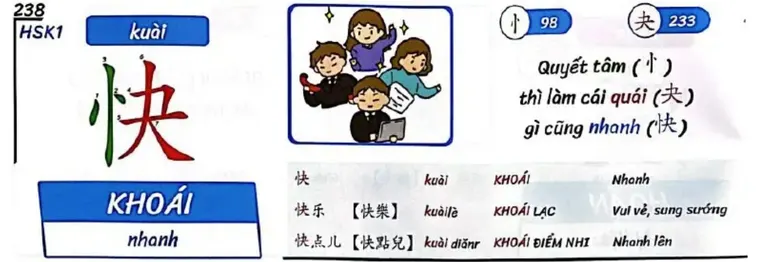 238
HSK1
kuài
快
KHOÁI
nhanh
忄 98
夬 233
Quyết tâm (忄)
thì làm cái quái (夬)
gì cũng nhanh (快)
快 kuài KHOÁI Nhanh
快乐 【快樂】 kuàilè KHOÁI LẠC Vui vẻ, sung sướng
快点儿 【快點兒】 kuài diǎnr KHOÁI ĐIỂM NHI Nhanh lên